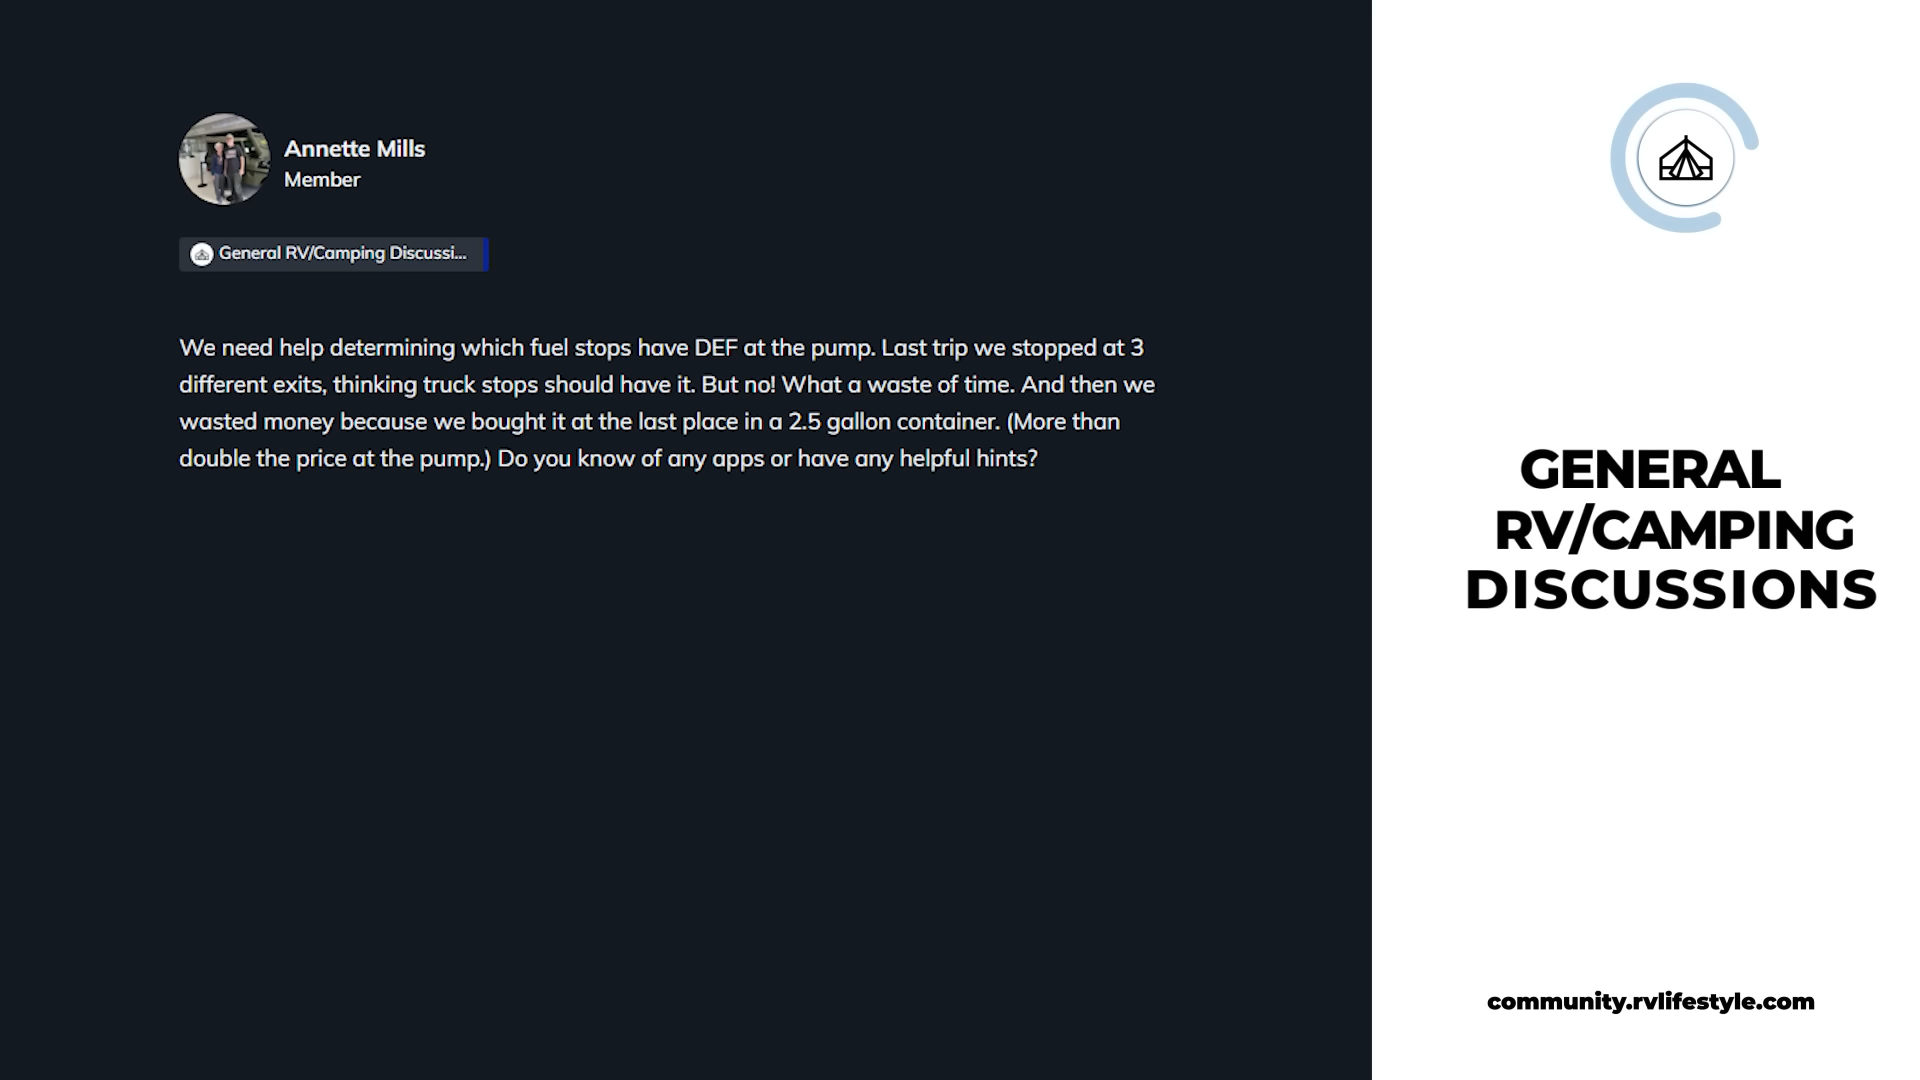 Annette Mills
Member
General RV/Camping Discussi...
We need help determining which fuel stops have DEF at the pump. Last trip we stopped at 3
different exits, thinking truck stops should have it. But no! What a waste of time. And then we
wasted money because we bought it at the last place in a 2.5 gallon container. (More than
double the price at the pump.) Do you know of any apps or have any helpful hints?
GENERAL
RV/CAMPING
DISCUSSIONS
community.rvlifestyle.com